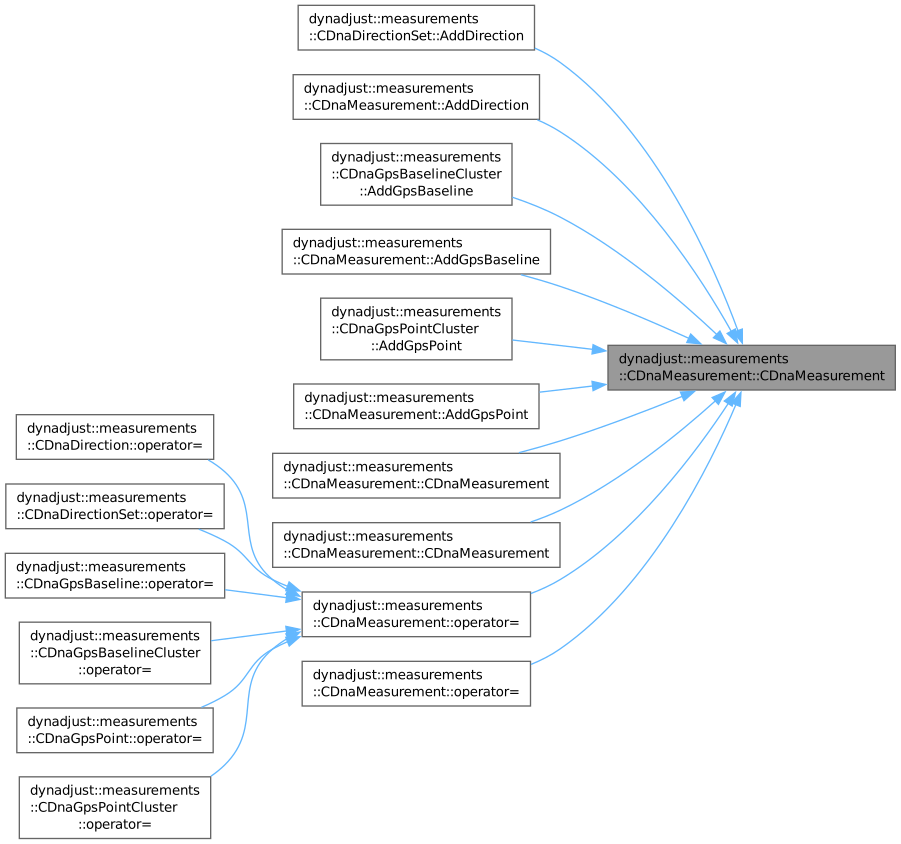 dynadjust::measurements
::CDnaDirectionSet::AddDirection
dynadjust::measurements
::CDnaMeasurement::AddDirection
dynadjust::measurements
::CDnaGpsBaselineCluster
::AddGpsBaseline
dynadjust::measurements
::CDnaMeasurement::AddGpsBaseline
dynadjust::measurements
::CDnaGpsPointCluster
::AddGpsPoint
dynadjust::measurements
::CDnaMeasurement::CDnaMeasurement
dynadjust::measurements
::CDnaMeasurement::AddGpsPoint
dynadjust::measurements
::CDnaDirection::operator=
dynadjust::measurements
::CDnaMeasurement::CDnaMeasurement
dynadjust::measurements
::CDnaDirectionSet::operator=
dynadjust::measurements
::CDnaMeasurement::CDnaMeasurement
dynadjust::measurements
::CDnaGpsBaseline::operator=
dynadjust::measurements
::CDnaMeasurement::operator=
dynadjust::measurements
::CDnaGpsBaselineCluster
::operator=
dynadjust::measurements
::CDnaMeasurement::operator=
dynadjust::measurements
::CDnaGpsPoint::operator=
dynadjust::measurements
::CDnaGpsPointCluster
::operator=